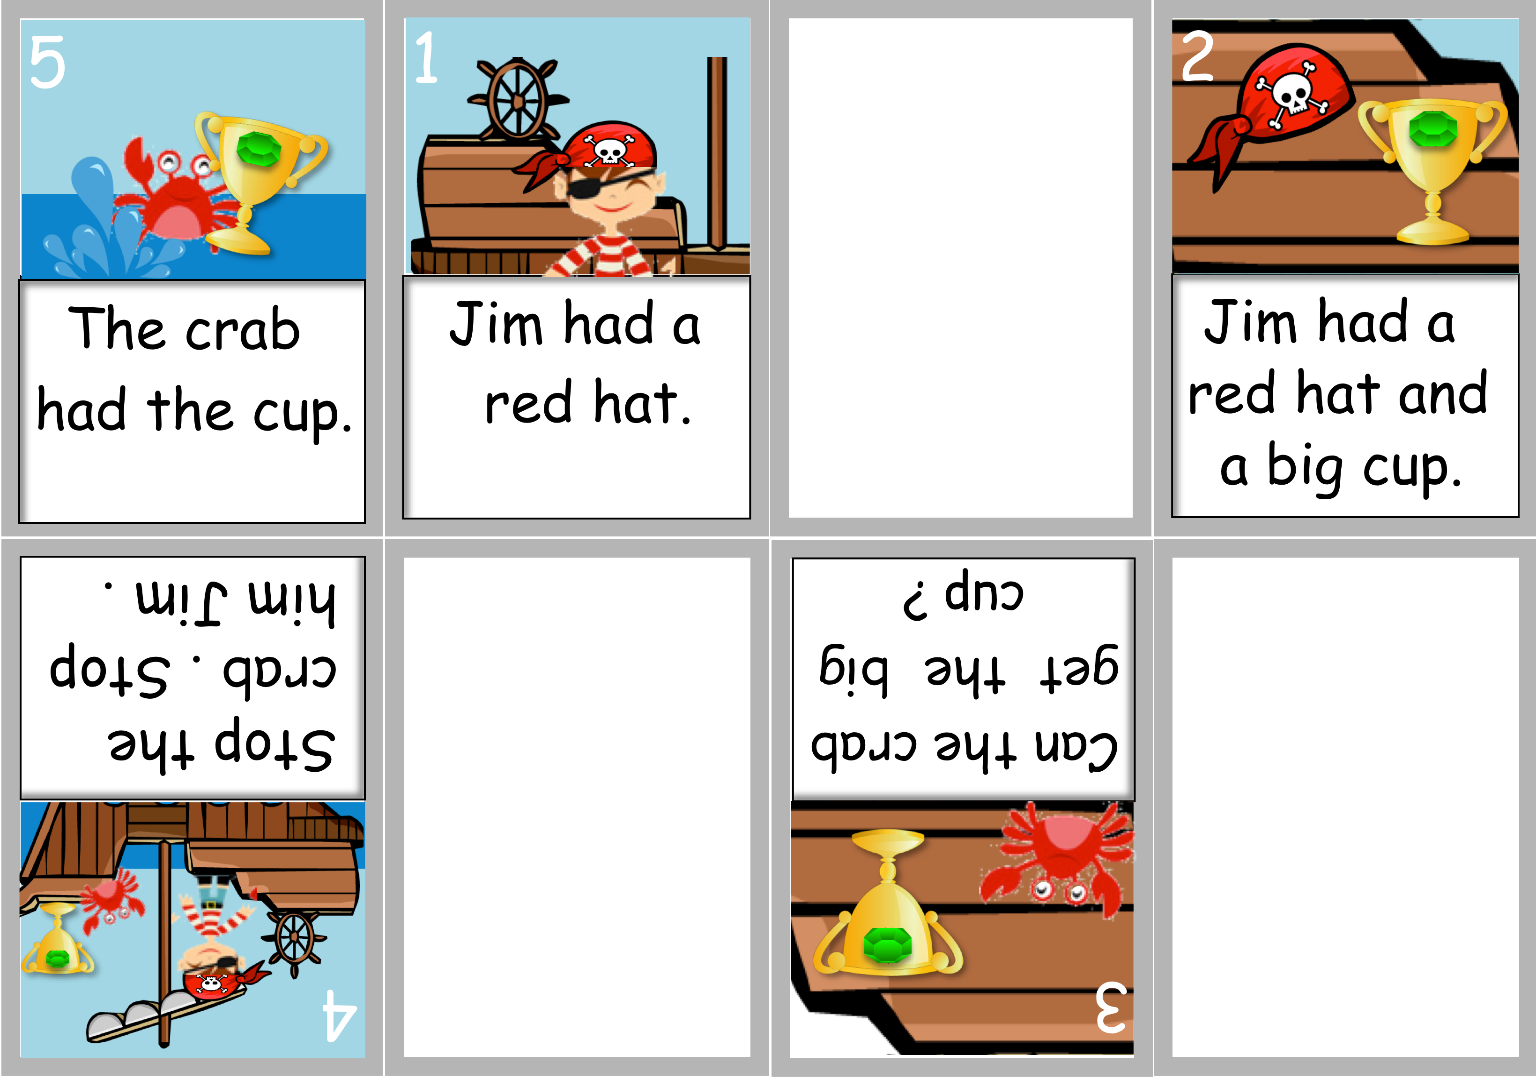 5
The crab
had the cup.
1
Jim had a
red hat.
2
Jim had a
red hat and
a big cup.
Stop the
crab . Stop
him Jim .
4
Can the crab
get the big
cup ?
3